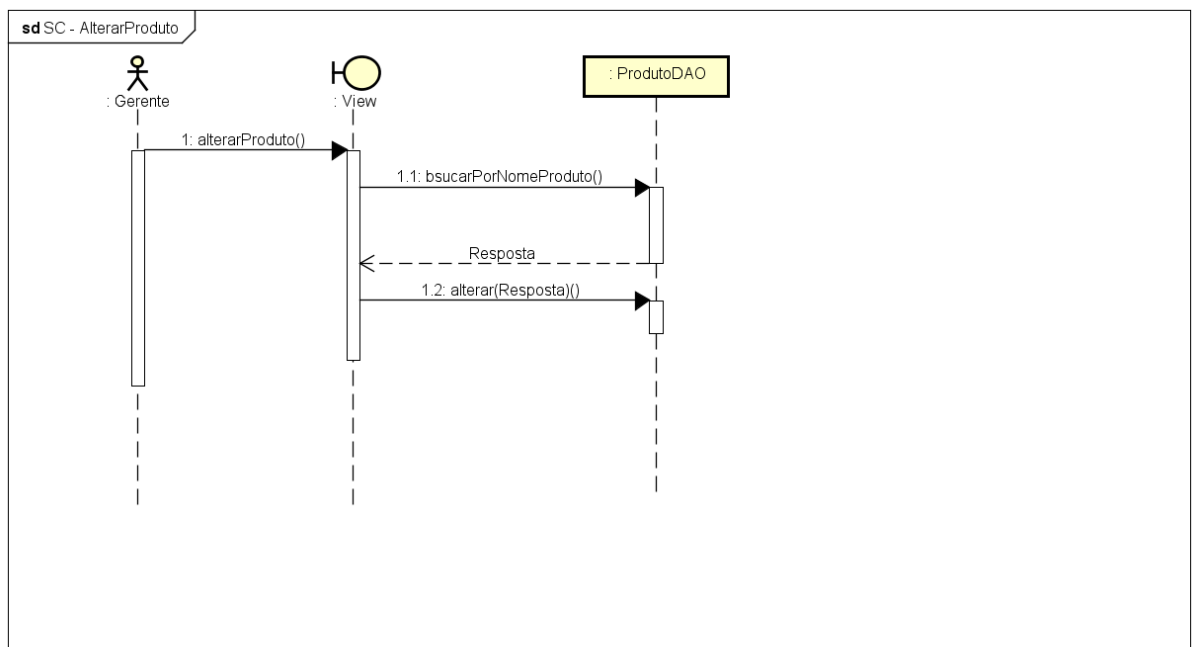 sd SC - AlterarProduto
: Gerente
: View
: ProdutoDAO
1: alterarProduto()
1.1: bsucarPorNomeProduto()
Resposta
1.2: alterar(Resposta)()